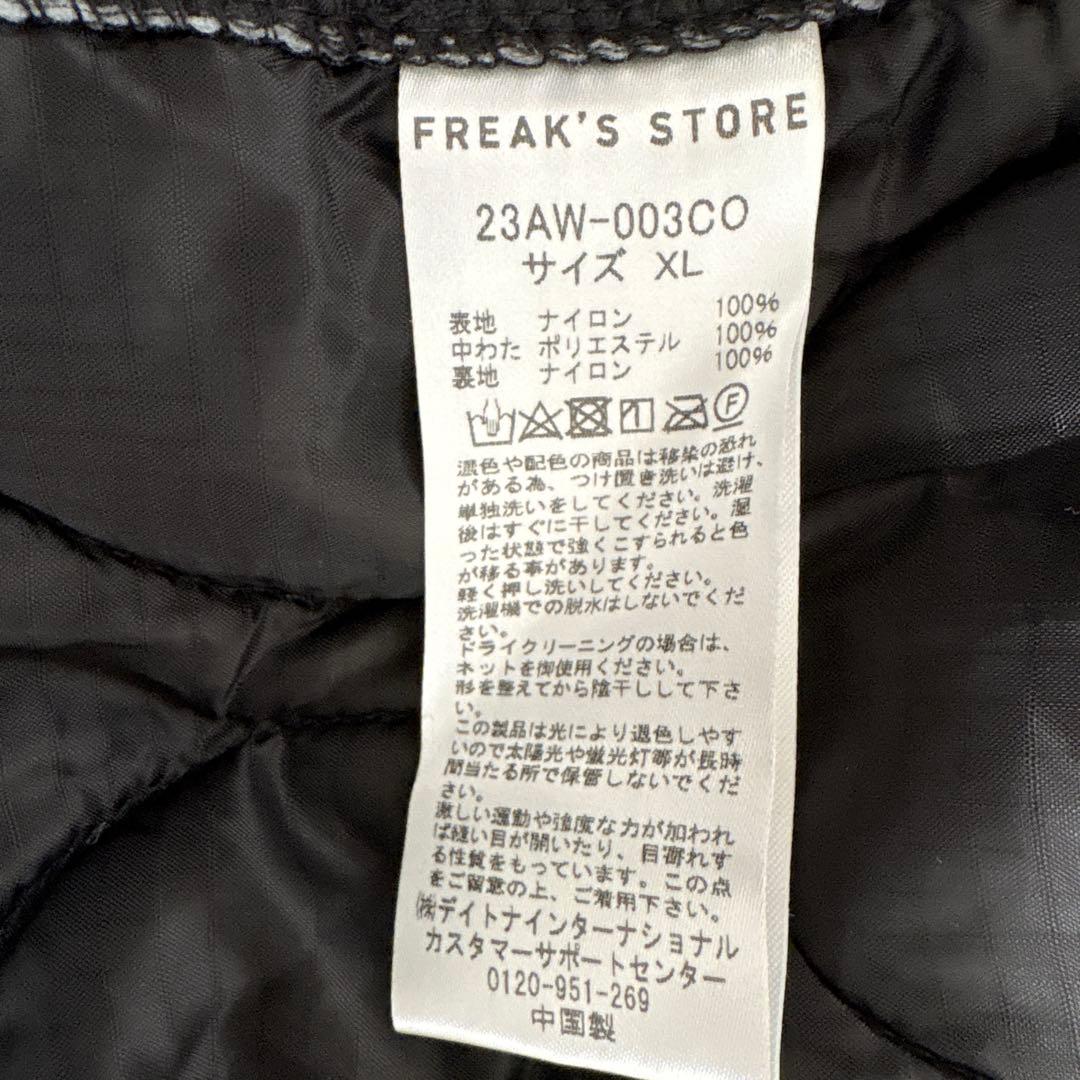 FREAK'S STORE
23AW-003CO
サイズ XL
表地 ナイロン 100%
中わた ポリエステル 100%
裏地 ナイロン 100%
F
濃色や配色の商品は移染の恐れ
がある為、つけ置き洗いは避け、
単独洗いをしてください。洗濯
後はすぐに干してください。湿
った状態で強くこすられると色
が移る事があります。
軽く押し洗いしてください。
洗濯機での脱水はしないでくだ
さい。
ドライクリーニングの場合は、
ネットを御使用ください。
形を整えてから陰干しして下さ
い。
この製品は光により退色しやす
いので太陽光や蛍光灯等が長時
間当たる所で保管しないでくだ
さい。
激しい運動や強度な力が加われ
ば縫い目が開いたり、目寄れす
る性質をもっています。この点
をご留意の上、ご着用下さい。
㈱デイトナインターナショナル
カスタマーサポートセンター
0120-951-269
中国製